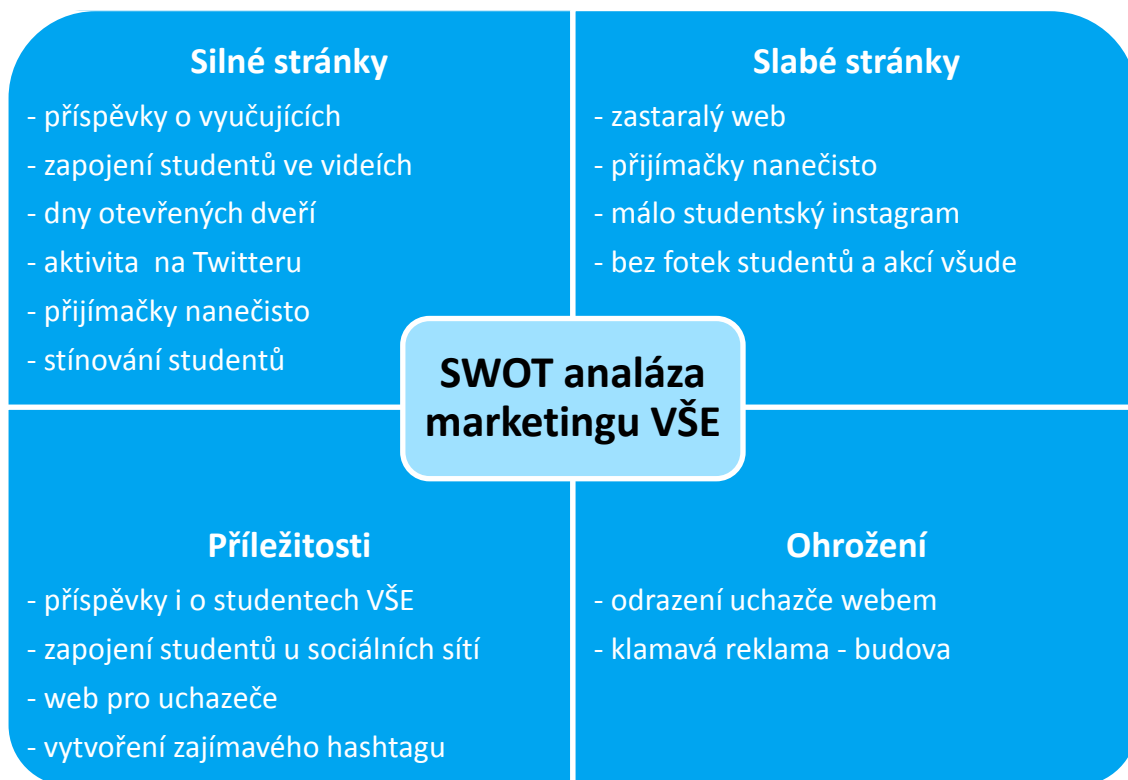 Silné stránky
- příspěvky o vyučujících
- zapojení studentů ve videích
- dny otevřených dveří
- aktivita  na Twitteru
- přijímačky nanečisto
- stínování studentů
Slabé stránky
- zastaralý web
- přijímačky nanečisto
- málo studentský instagram
- bez fotek studentů a akcí všude
SWOT analáza
marketingu VŠE
Příležitosti
- příspěvky i o studentech VŠE
- zapojení studentů u sociálních sítí
- web pro uchazeče
- vytvoření zajímavého hashtagu
Ohrožení
- odrazení uchazče webem
- klamavá reklama - budova